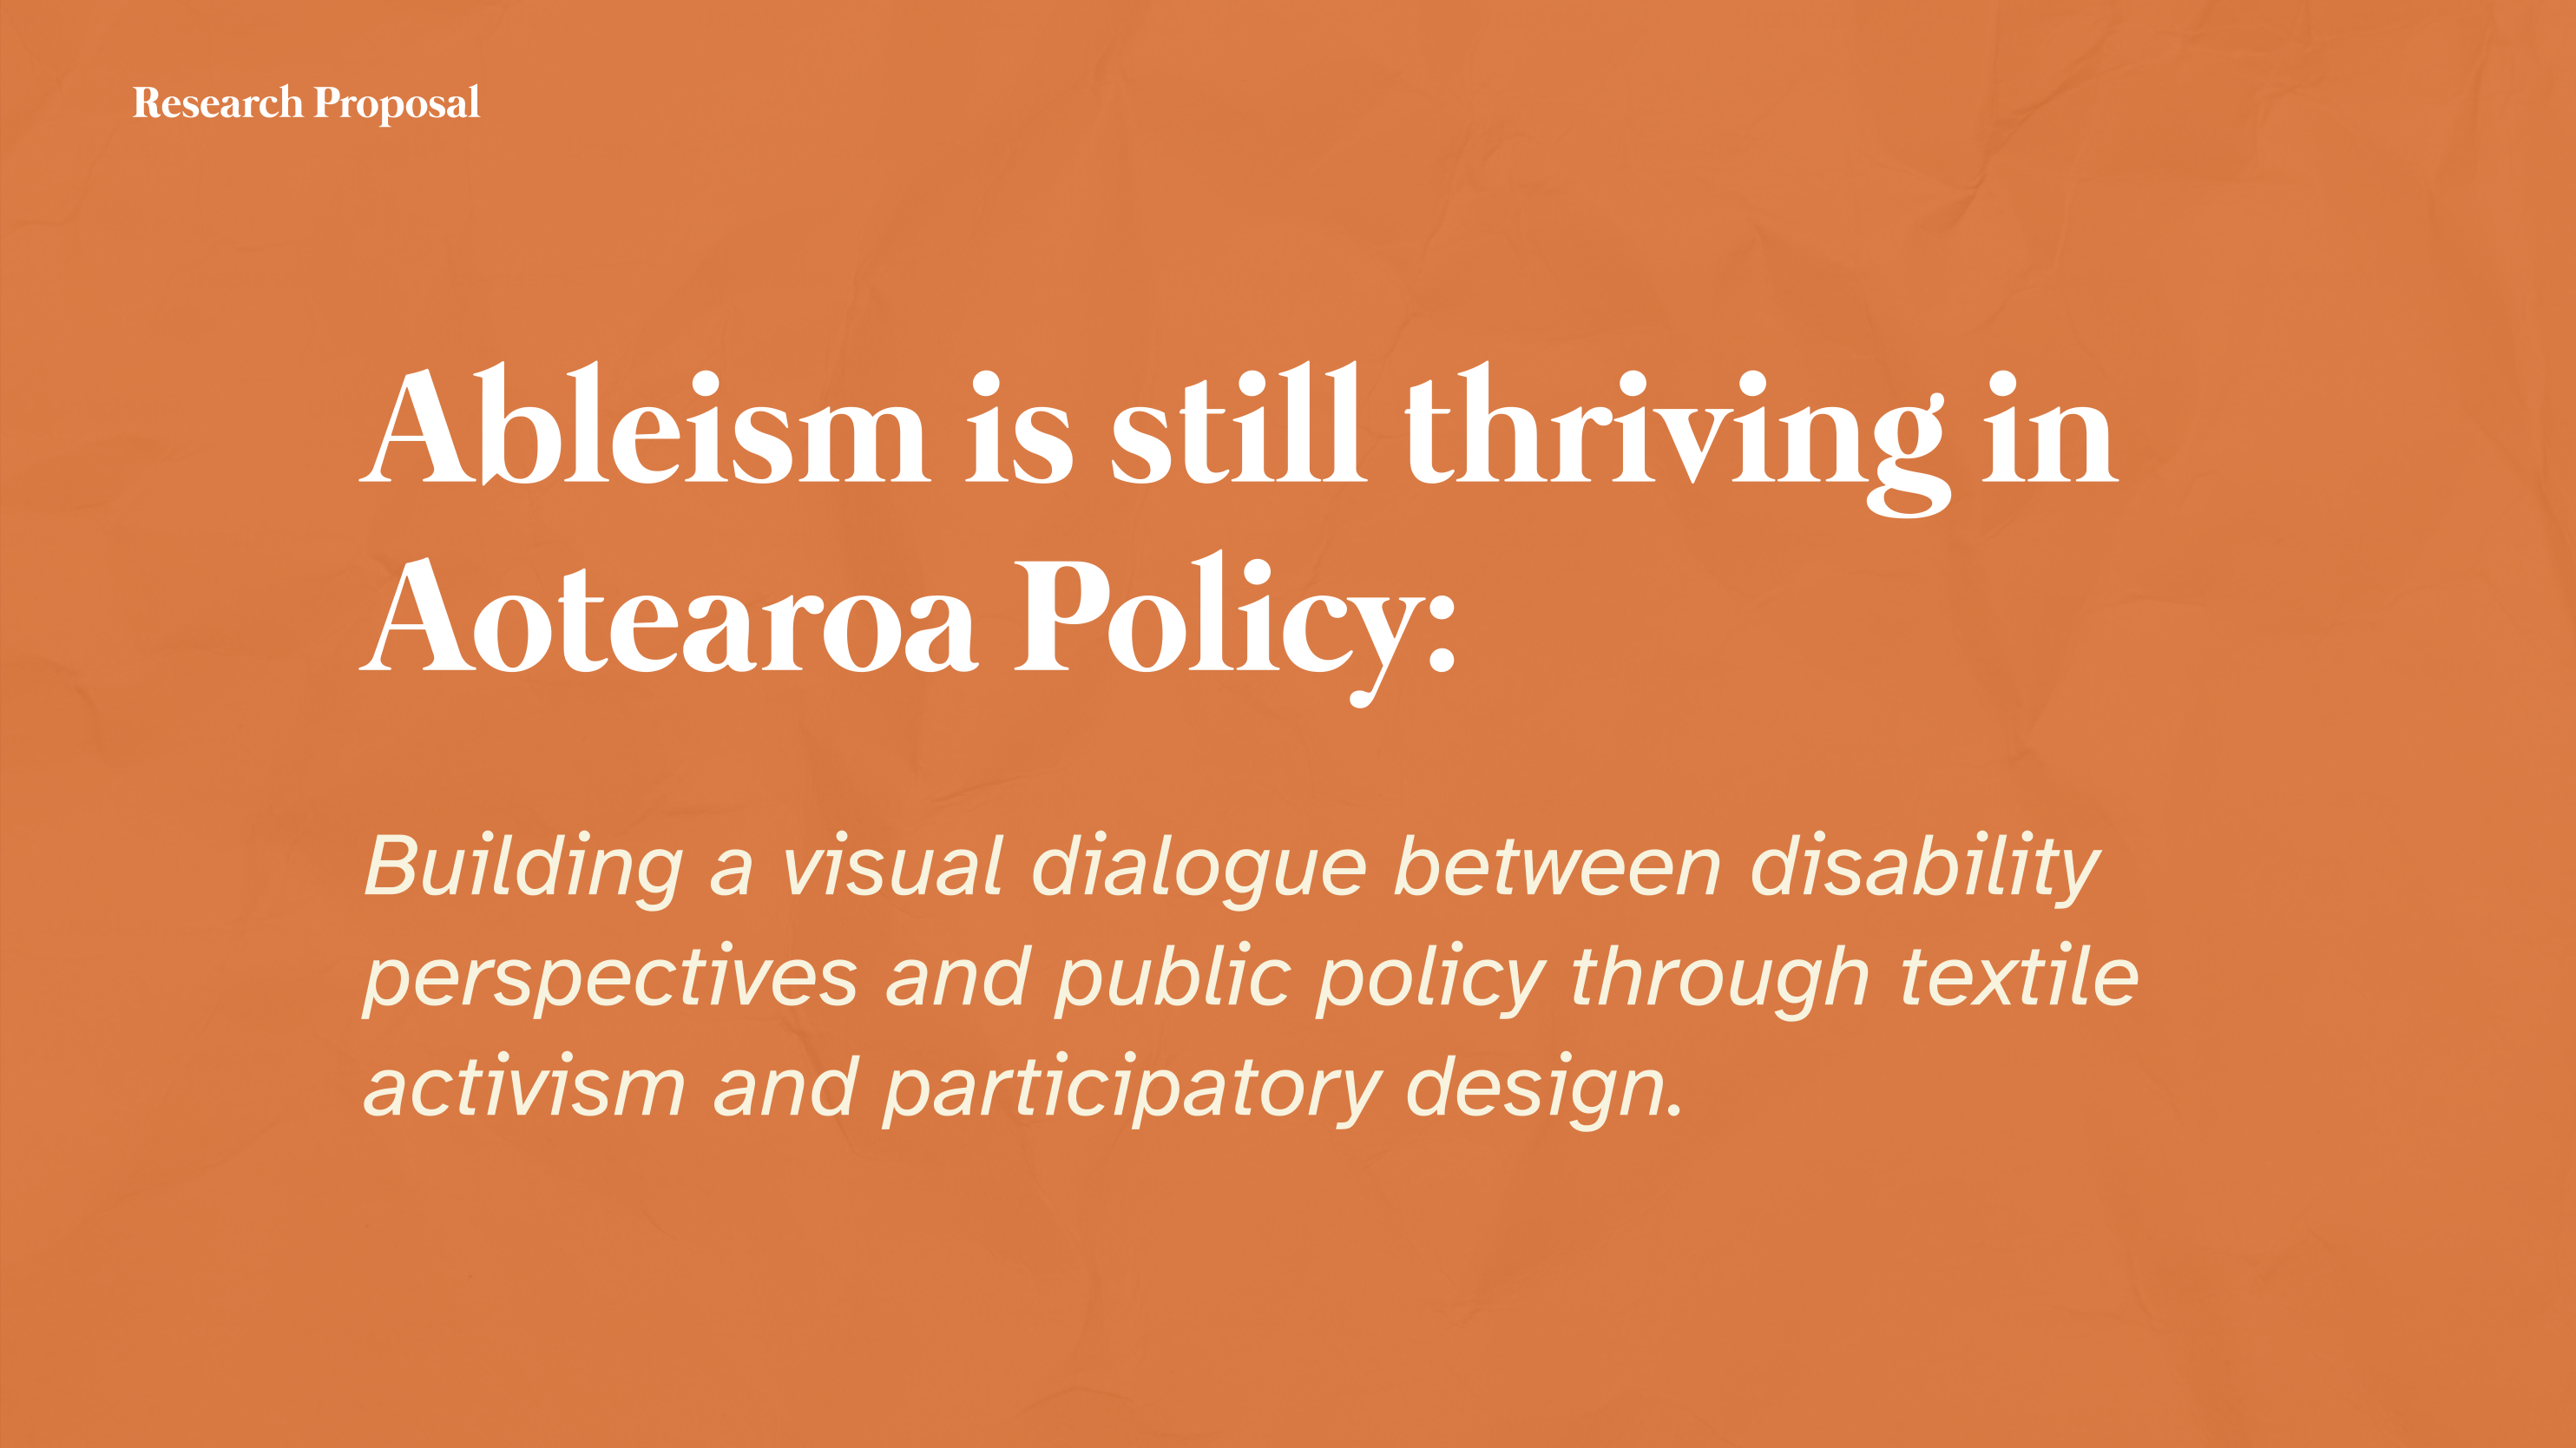 Research Proposal
Ableism is still thriving in
Aotearoa Policy:
Building a visual dialogue between disability
perspectives and public policy through textile
activism and participatory design.